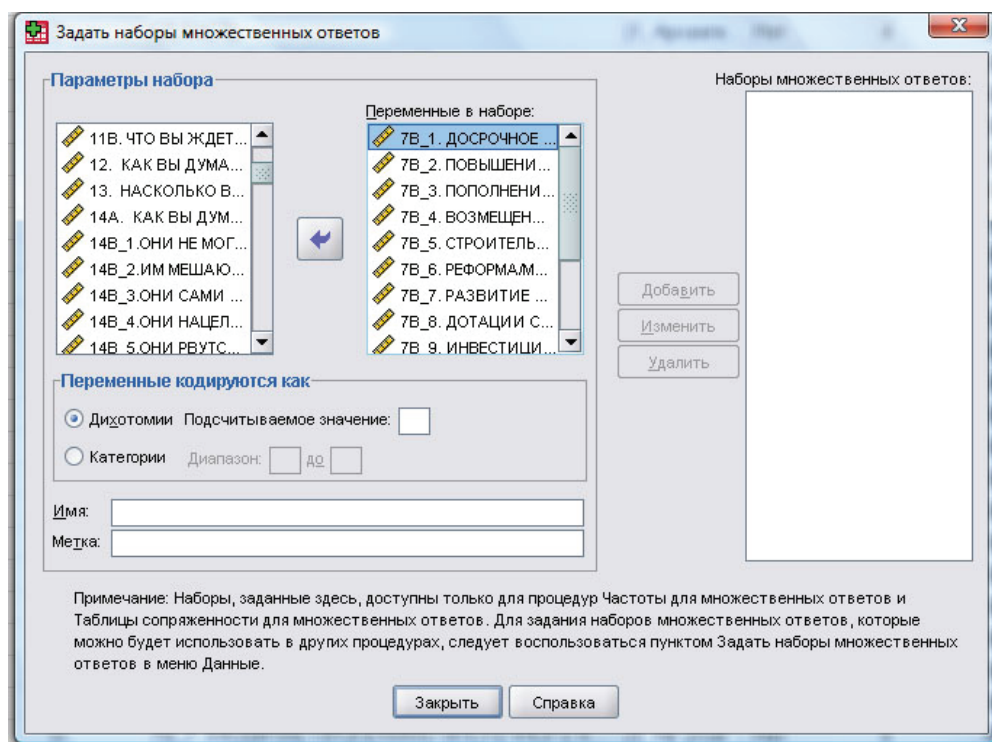 Задать наборы множественных ответов
Параметры набора
Переменные в наборе:
11В. ЧТО ВЫ ЖДЕТ...
12. КАК ВЫ ДУМА...
13. НАСКОЛЬКО В...
14А. КАК ВЫ ДУМ...
14В_1.ОНИ НЕ МОГ...
14В_2.ИМ МЕШАЮ...
14В_3.ОНИ САМИ ...
14В_4.ОНИ НАЦЕЛ...
14В_5.ОНИ РВУТС...
7В_1. ДОСРОЧНОЕ ...
7В_2. ПОВЫШЕНИ...
7В_3. ПОПОЛНЕНИ...
7В_4. ВОЗМЕЩЕН...
7В_5. СТРОИТЕЛЬ...
7В_6. РЕФОРМА/М...
7В_7. РАЗВИТИЕ ...
7В_8. ДОТАЦИИ С...
7В_9. ИНВЕСТИЦИ...
Переменные кодируются как
Дихотомии Подсчитываемое значение:
Категории Диапазон: до
Имя:
Метка:
Добавить
Изменить
Удалить
Наборы множественных ответов:
Примечание: Наборы, заданные здесь, доступны только для процедур Частоты для множественных ответов и
Таблицы сопряженности для множественных ответов. Для задания наборов множественных ответов, которые
можно будет использовать в других процедурах, следует воспользоваться пунктом Задать наборы множественных
ответов в меню Данные.
Закрыть Справка